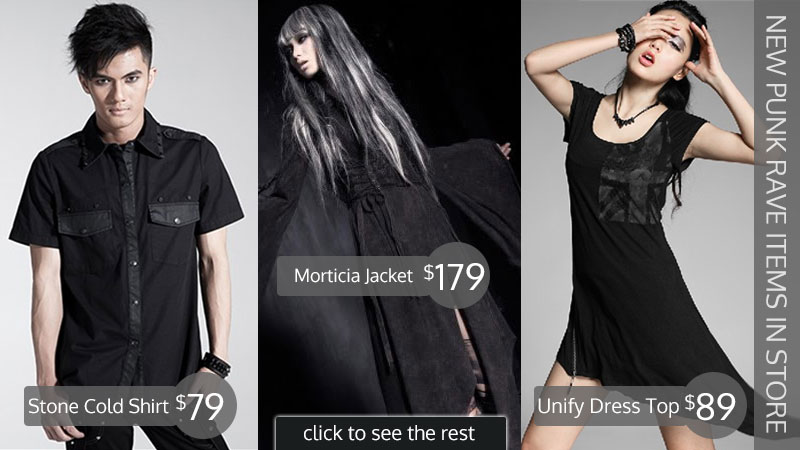 Stone Cold Shirt $79
Morticia Jacket $179
click to see the rest
Unify Dress Top $89
NEW PUNK RAVE ITEMS IN STORE